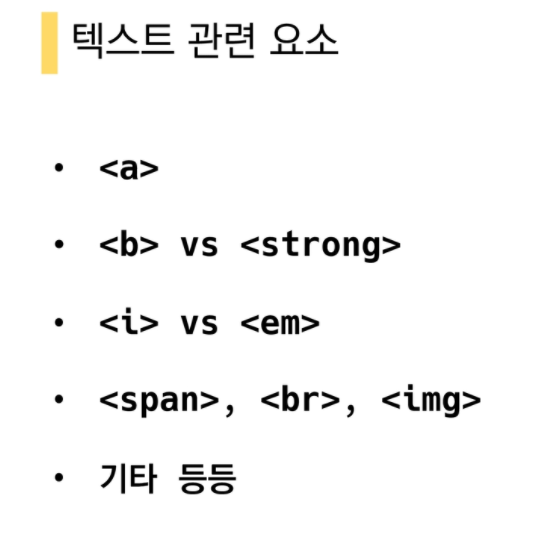 텍스트 관련 요소
• <a>
• <b> vs <strong>
• <i> vs <em>
• <span>, <br>, <img>
• 기타 등등